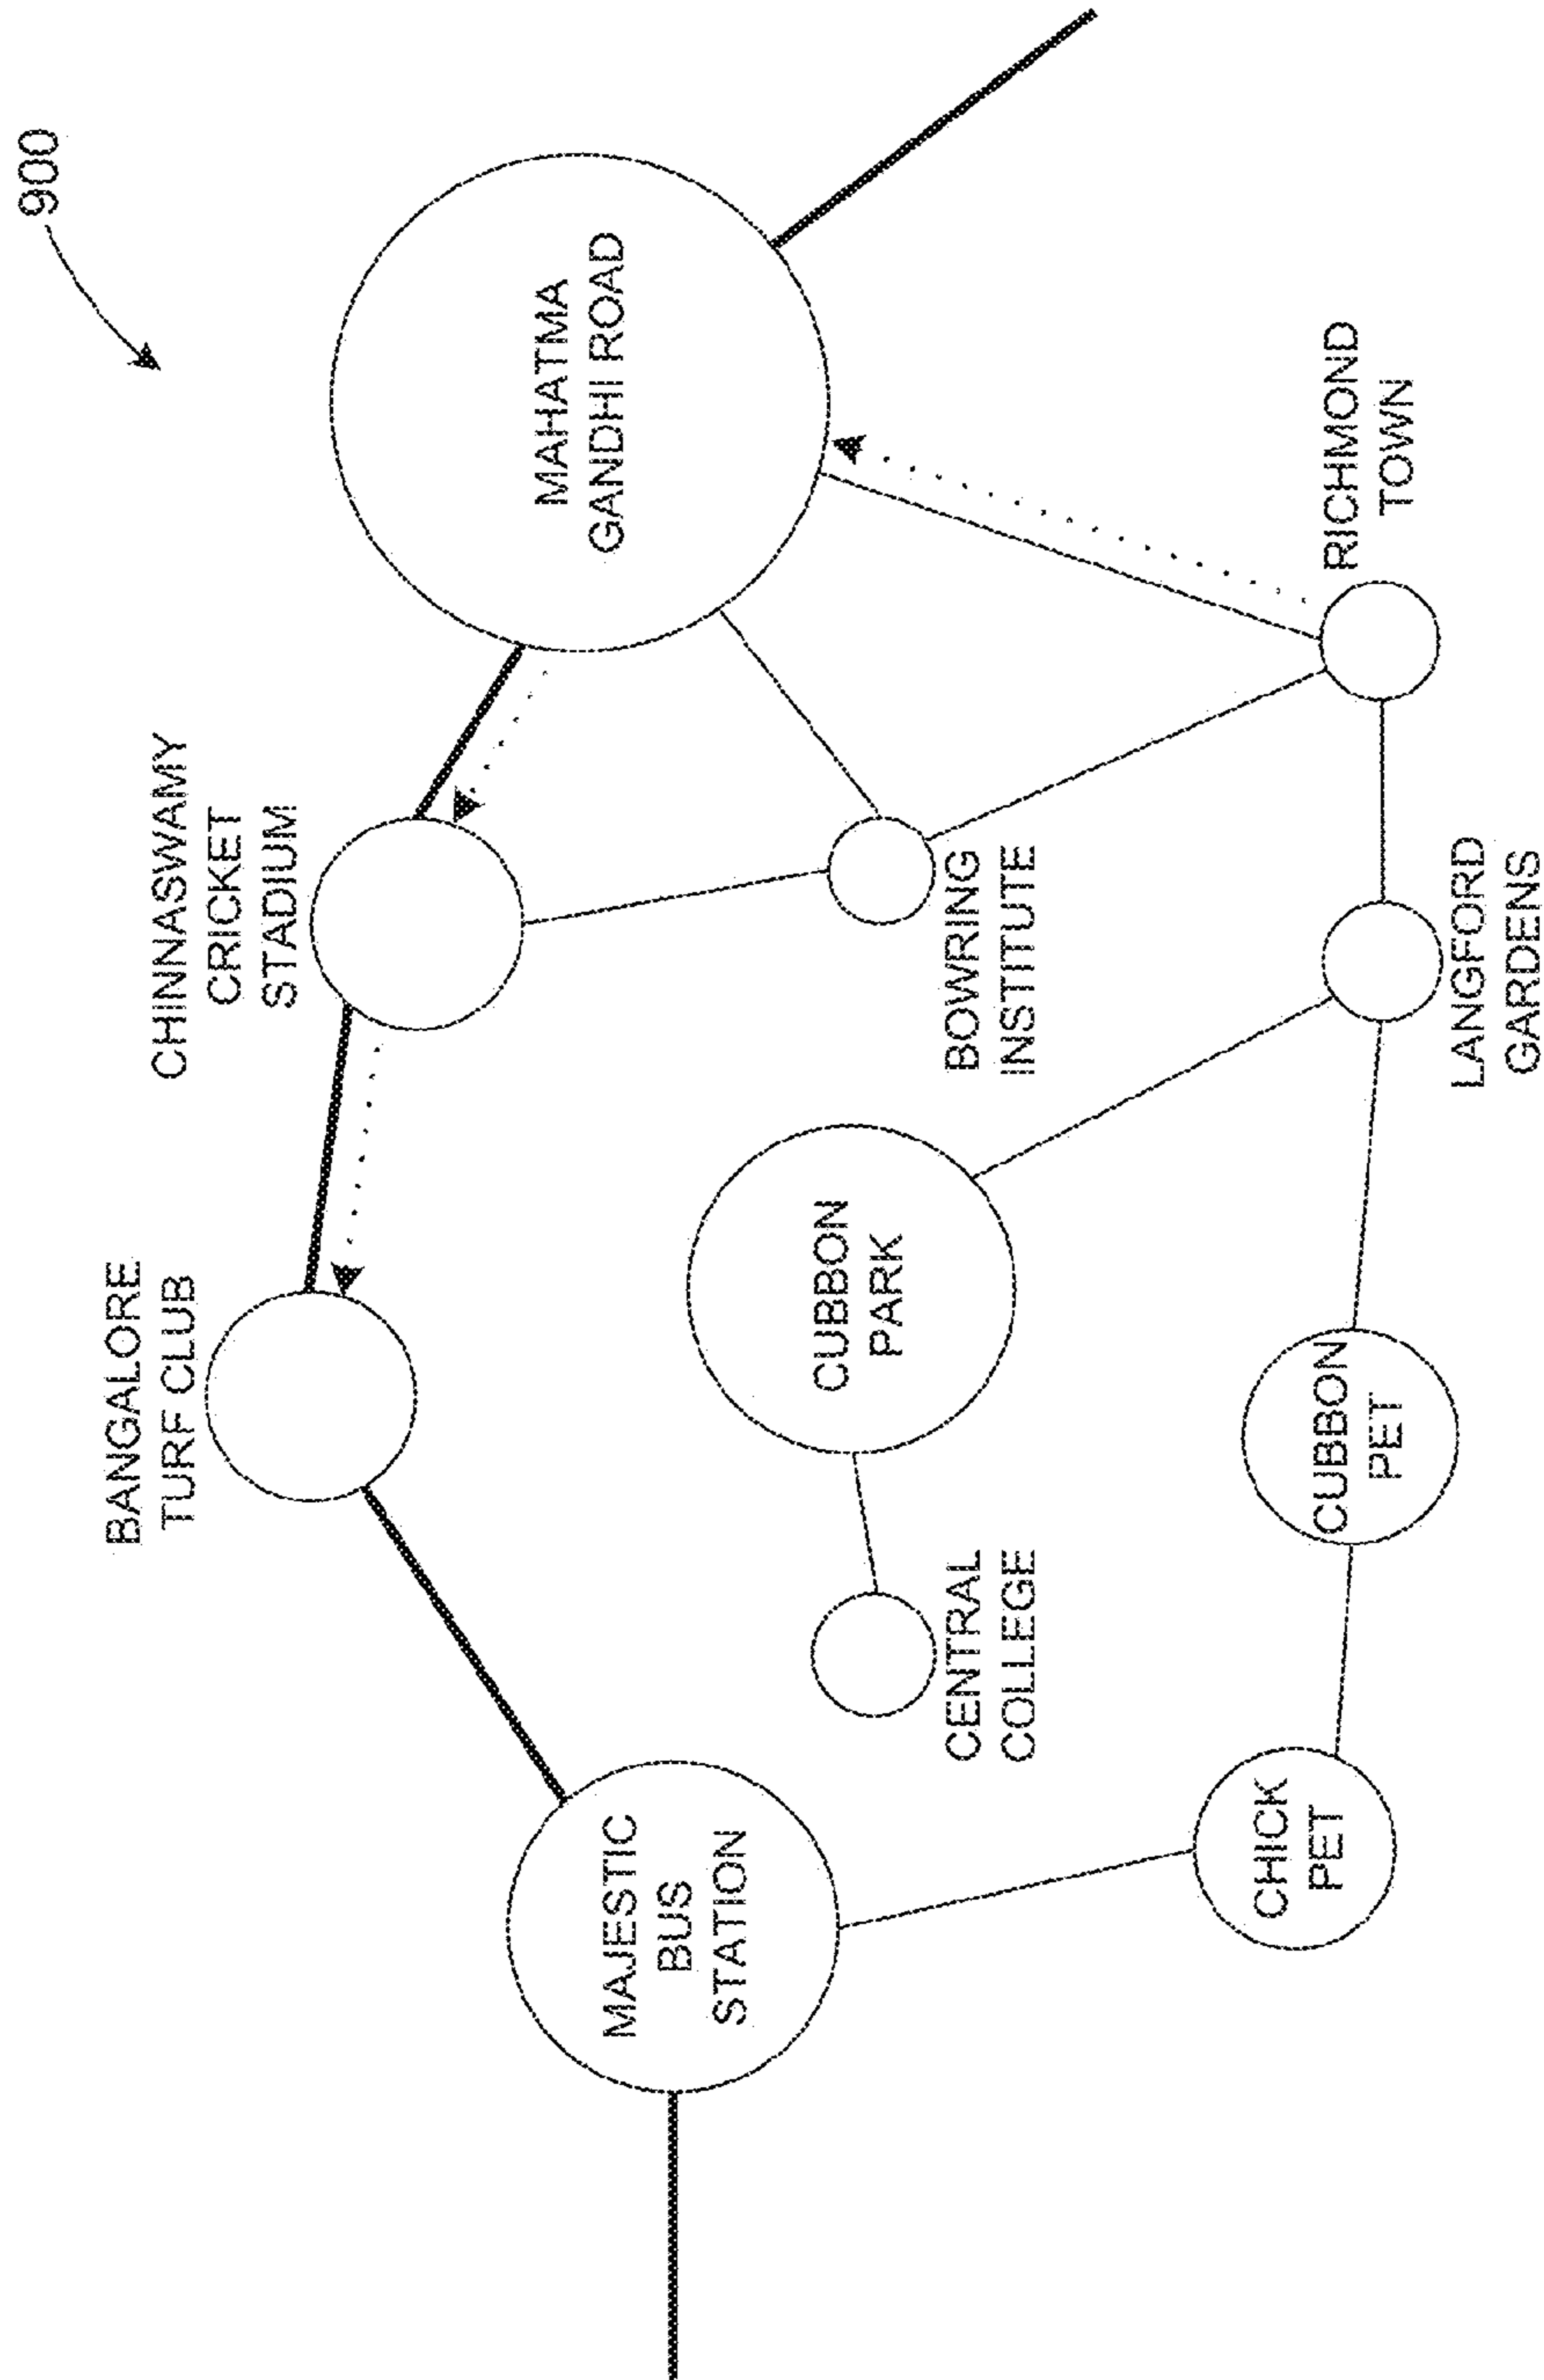 900
MAHATMA
GANDHI ROAD
CHINNASWAMY
CRICKET
STADIUM
BANGALORE
TURF CLUB
MAJESTIC
BUS
STATION
CUBBON
PARK
CENTRAL
COLLEGE
BOWRING
INSTITUTE
RICHMOND
TOWN
LANGFORD
GARDENS
CUBBON
PET
CHICK
PET